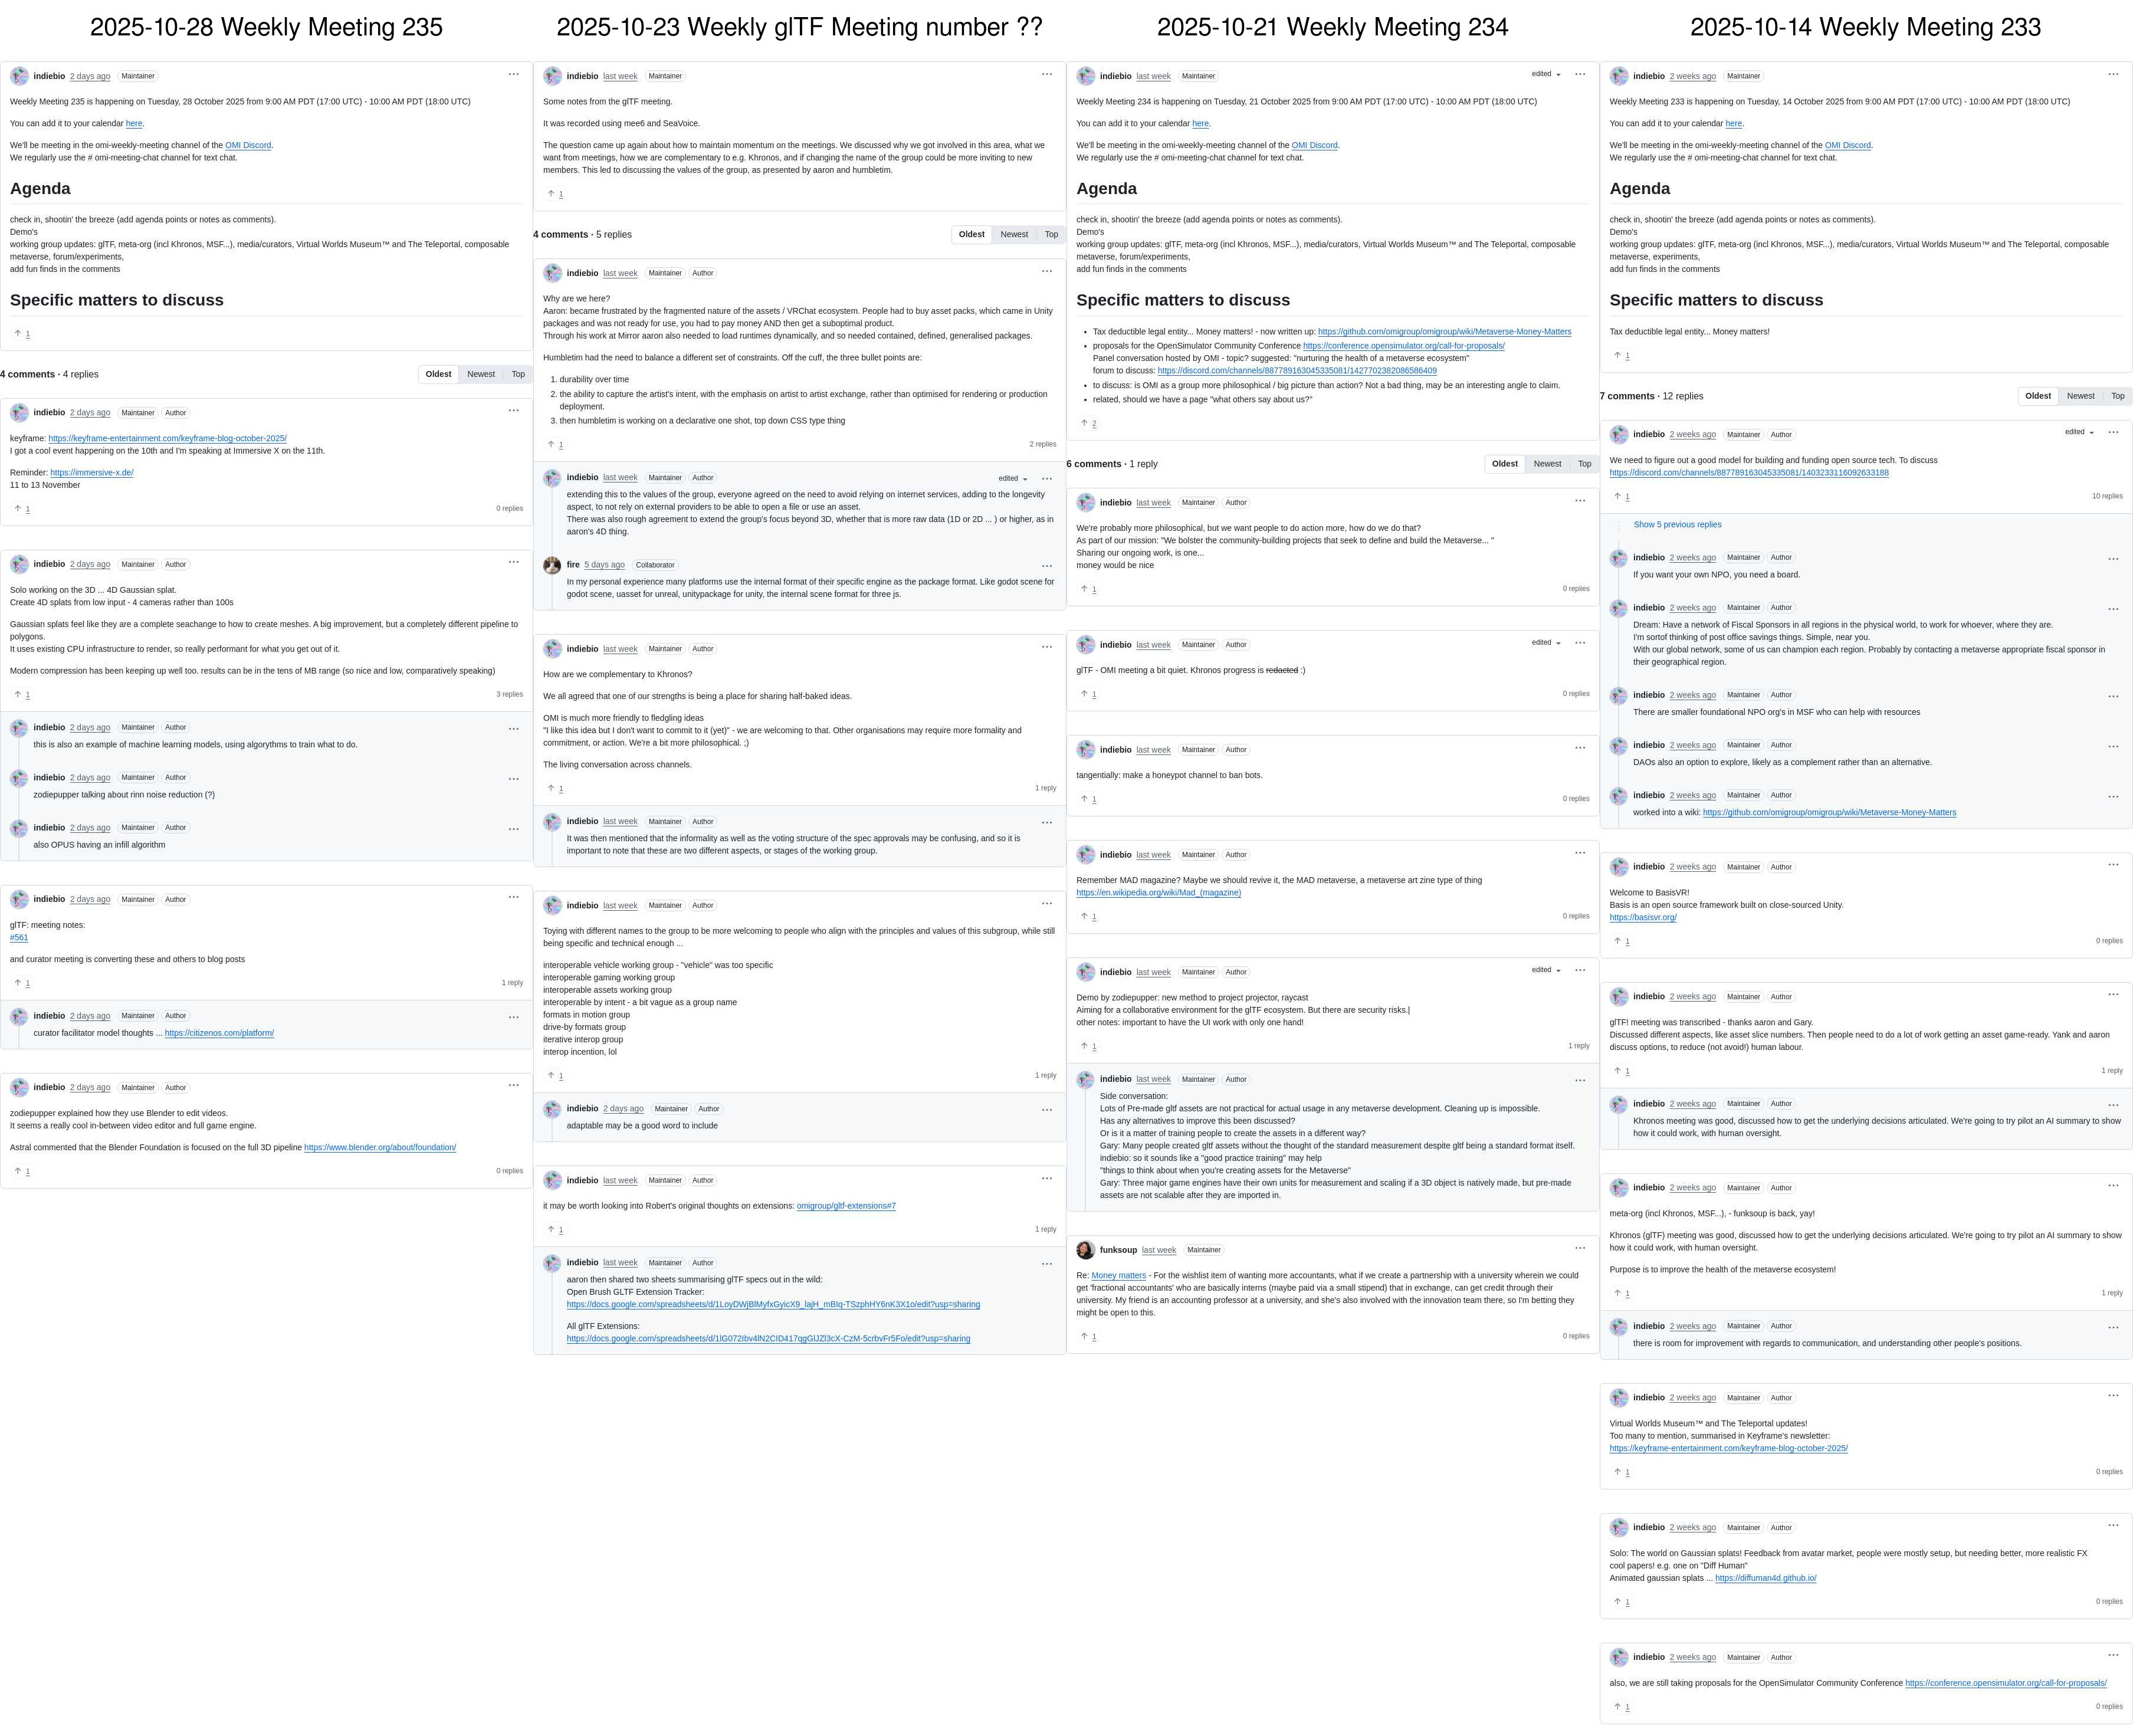 2025-10-28 Weekly Meeting 235
indiebio 2 days ago Maintainer
Weekly Meeting 235 is happening on Tuesday, 28 October 2025 from 9:00 AM PDT (17:00 UTC) - 10:00 AM PDT (18:00 UTC)
You can add it to your calendar here.
We'll be meeting in the omi-weekly-meeting channel of the OMI Discord.
We regularly use the # omi-meeting-chat channel for text chat.
Agenda
check in, shootin' the breeze (add agenda points or notes as comments).
Demo's
working group updates: glTF, meta-org (incl Khronos, MSF...), media/curators, Virtual Worlds Museum™ and The Teleportal, composable
metaverse, forum/experiments,
add fun finds in the comments
Specific matters to discuss
1
4 comments · 4 replies
Oldest Newest Top
indiebio 2 days ago Maintainer Author
keyframe: https://keyframe-entertainment.com/keyframe-blog-october-2025/
I got a cool event happening on the 10th and I'm speaking at Immersive X on the 11th.
Reminder: https://immersive-x.de/
11 to 13 November
1 0 replies
indiebio 2 days ago Maintainer Author
Solo working on the 3D ... 4D Gaussian splat.
Create 4D splats from low input - 4 cameras rather than 100s
Gaussian splats feel like they are a complete seachange to how to create meshes. A big improvement, but a completely different pipeline to
polygons.
It uses existing CPU infrastructure to render, so really performant for what you get out of it.
Modern compression has been keeping up well too. results can be in the tens of MB range (so nice and low, comparatively speaking)
1 3 replies
indiebio 2 days ago Maintainer Author
this is also an example of machine learning models, using algorythms to train what to do.
indiebio 2 days ago Maintainer Author
zodiepupper talking about rinn noise reduction (?)
indiebio 2 days ago Maintainer Author
also OPUS having an infill algorithm
indiebio 2 days ago Maintainer Author
glTF: meeting notes:
#561
and curator meeting is converting these and others to blog posts
1 1 reply
indiebio 2 days ago Maintainer Author
curator facilitator model thoughts ... https://citizenos.com/platform/
indiebio 2 days ago Maintainer Author
zodiepupper explained how they use Blender to edit videos.
It seems a really cool in-between video editor and full game engine.
Astral commented that the Blender Foundation is focused on the full 3D pipeline https://www.blender.org/about/foundation/
1 0 replies
2025-10-23 Weekly glTF Meeting number ??
indiebio last week Maintainer
Some notes from the glTF meeting.
It was recorded using mee6 and SeaVoice.
The question came up again about how to maintain momentum on the meetings. We discussed why we got involved in this area, what we
want from meetings, how we are complementary to e.g. Khronos, and if changing the name of the group could be more inviting to new
members. This led to discussing the values of the group, as presented by aaron and humbletim.
1
4 comments · 5 replies
Oldest Newest Top
indiebio last week Maintainer Author
Why are we here?
Aaron: became frustrated by the fragmented nature of the assets / VRChat ecosystem. People had to buy asset packs, which came in Unity
packages and was not ready for use, you had to pay money AND then get a suboptimal product.
Through his work at Mirror aaron also needed to load runtimes dynamically, and so needed contained, defined, generalised packages.
Humbletim had the need to balance a different set of constraints. Off the cuff, the three bullet points are:
1. durability over time
2. the ability to capture the artist's intent, with the emphasis on artist to artist exchange, rather than optimised for rendering or production
deployment.
3. then humbletim is working on a declarative one shot, top down CSS type thing
1 2 replies
indiebio last week Maintainer Author edited
extending this to the values of the group, everyone agreed on the need to avoid relying on internet services, adding to the longevity
aspect, to not rely on external providers to be able to open a file or use an asset.
There was also rough agreement to extend the group's focus beyond 3D, whether that is more raw data (1D or 2D ... ) or higher, as in
aaron's 4D thing.
fire 5 days ago Collaborator
In my personal experience many platforms use the internal format of their specific engine as the package format. Like godot scene for
godot scene, uasset for unreal, unitypackage for unity, the internal scene format for three js.
indiebio last week Maintainer Author
How are we complementary to Khronos?
We all agreed that one of our strengths is being a place for sharing half-baked ideas.
OMI is much more friendly to fledgling ideas
"I like this idea but I don't want to commit to it (yet)" - we are welcoming to that. Other organisations may require more formality and
commitment, or action. We're a bit more philosophical. ;)
The living conversation across channels.
1 1 reply
indiebio last week Maintainer Author
It was then mentioned that the informality as well as the voting structure of the spec approvals may be confusing, and so it is
important to note that these are two different aspects, or stages of the working group.
indiebio last week Maintainer Author
Toying with different names to the group to be more welcoming to people who align with the principles and values of this subgroup, while still
being specific and technical enough ...
interoperable vehicle working group - "vehicle" was too specific
interoperable gaming working group
interoperable assets working group
interoperable by intent - a bit vague as a group name
formats in motion group
drive-by formats group
iterative interop group
interop incention, lol
1 1 reply
indiebio 2 days ago Maintainer Author
adaptable may be a good word to include
indiebio last week Maintainer Author
it may be worth looking into Robert's original thoughts on extensions: omigroup/gltf-extensions#7
1 1 reply
indiebio last week Maintainer Author
aaron then shared two sheets summarising glTF specs out in the wild:
Open Brush GLTF Extension Tracker:
https://docs.google.com/spreadsheets/d/1LoyDWjBlMyfxGyicX9_lajH_mBIq-TSzphHY6nK3X1o/edit?usp=sharing
All glTF Extensions:
https://docs.google.com/spreadsheets/d/1lG072Ibv4lN2CID417qgGlJZl3cX-CzM-5crbvFr5Fo/edit?usp=sharing
2025-10-21 Weekly Meeting 234
indiebio last week Maintainer edited
Weekly Meeting 234 is happening on Tuesday, 21 October 2025 from 9:00 AM PDT (17:00 UTC) - 10:00 AM PDT (18:00 UTC)
You can add it to your calendar here.
We'll be meeting in the omi-weekly-meeting channel of the OMI Discord.
We regularly use the # omi-meeting-chat channel for text chat.
Agenda
check in, shootin' the breeze (add agenda points or notes as comments).
Demo's
working group updates: glTF, meta-org (incl Khronos, MSF...), media/curators, Virtual Worlds Museum™ and The Teleportal, composable
metaverse, forum/experiments,
add fun finds in the comments
Specific matters to discuss
• Tax deductible legal entity... Money matters! - now written up: https://github.com/omigroup/omigroup/wiki/Metaverse-Money-Matters
• proposals for the OpenSimulator Community Conference https://conference.opensimulator.org/call-for-proposals/
Panel conversation hosted by OMI - topic? suggested: "nurturing the health of a metaverse ecosystem"
forum to discuss: https://discord.com/channels/887789163045335081/1427702382086586409
• to discuss: is OMI as a group more philosophical / big picture than action? Not a bad thing, may be an interesting angle to claim.
• related, should we have a page "what others say about us?"
2
6 comments · 1 reply
Oldest Newest Top
indiebio last week Maintainer Author
We're probably more philosophical, but we want people to do action more, how do we do that?
As part of our mission: "We bolster the community-building projects that seek to define and build the Metaverse... "
Sharing our ongoing work, is one...
money would be nice
1 0 replies
indiebio last week Maintainer Author edited
glTF - OMI meeting a bit quiet. Khronos progress is redacted ;)
1 0 replies
indiebio last week Maintainer Author
tangentially: make a honeypot channel to ban bots.
1 0 replies
indiebio last week Maintainer Author
Remember MAD magazine? Maybe we should revive it, the MAD metaverse, a metaverse art zine type of thing
https://en.wikipedia.org/wiki/Mad_(magazine)
1 0 replies
indiebio last week Maintainer Author edited
Demo by zodiepupper: new method to project projector, raycast
Aiming for a collaborative environment for the glTF ecosystem. But there are security risks.|
other notes: important to have the UI work with only one hand!
1 1 reply
indiebio last week Maintainer Author
Side conversation:
Lots of Pre-made gltf assets are not practical for actual usage in any metaverse development. Cleaning up is impossible.
Has any alternatives to improve this been discussed?
Or is it a matter of training people to create the assets in a different way?
Gary: Many people created gltf assets without the thought of the standard measurement despite gltf being a standard format itself.
indiebio: so it sounds like a "good practice training" may help
"things to think about when you're creating assets for the Metaverse"
Gary: Three major game engines have their own units for measurement and scaling if a 3D object is natively made, but pre-made
assets are not scalable after they are imported in.
funksoup last week Maintainer
Re: Money matters - For the wishlist item of wanting more accountants, what if we create a partnership with a university wherein we could
get 'fractional accountants' who are basically interns (maybe paid via a small stipend) that in exchange, can get credit through their
university. My friend is an accounting professor at a university, and she's also involved with the innovation team there, so I'm betting they
might be open to this.
1 0 replies
2025-10-14 Weekly Meeting 233
indiebio 2 weeks ago Maintainer
Weekly Meeting 233 is happening on Tuesday, 14 October 2025 from 9:00 AM PDT (17:00 UTC) - 10:00 AM PDT (18:00 UTC)
You can add it to your calendar here.
We'll be meeting in the omi-weekly-meeting channel of the OMI Discord.
We regularly use the # omi-meeting-chat channel for text chat.
Agenda
check in, shootin' the breeze (add agenda points or notes as comments).
Demo's
working group updates: glTF, meta-org (incl Khronos, MSF...), media/curators, Virtual Worlds Museum™ and The Teleportal, composable
metaverse, experiments,
add fun finds in the comments
Specific matters to discuss
Tax deductible legal entity... Money matters!
1
7 comments · 12 replies
Oldest Newest Top
indiebio 2 weeks ago Maintainer Author edited
We need to figure out a good model for building and funding open source tech. To discuss
https://discord.com/channels/887789163045335081/1403233116092633188
1 10 replies
Show 5 previous replies
indiebio 2 weeks ago Maintainer Author
If you want your own NPO, you need a board.
indiebio 2 weeks ago Maintainer Author
Dream: Have a network of Fiscal Sponsors in all regions in the physical world, to work for whoever, where they are.
I'm sortof thinking of post office savings things. Simple, near you.
With our global network, some of us can champion each region. Probably by contacting a metaverse appropriate fiscal sponsor in
their geographical region.
indiebio 2 weeks ago Maintainer Author
There are smaller foundational NPO org's in MSF who can help with resources
indiebio 2 weeks ago Maintainer Author
DAOs also an option to explore, likely as a complement rather than an alternative.
indiebio 2 weeks ago Maintainer Author
worked into a wiki: https://github.com/omigroup/omigroup/wiki/Metaverse-Money-Matters
indiebio 2 weeks ago Maintainer Author
Welcome to BasisVR!
Basis is an open source framework built on close-sourced Unity.
https://basisvr.org/
1 0 replies
indiebio 2 weeks ago Maintainer Author
glTF! meeting was transcribed - thanks aaron and Gary.
Discussed different aspects, like asset slice numbers. Then people need to do a lot of work getting an asset game-ready. Yank and aaron
discuss options, to reduce (not avoid!) human labour.
1 1 reply
indiebio 2 weeks ago Maintainer Author
Khronos meeting was good, discussed how to get the underlying decisions articulated. We're going to try pilot an AI summary to show
how it could work, with human oversight.
indiebio 2 weeks ago Maintainer Author
meta-org (incl Khronos, MSF...), - funksoup is back, yay!
Khronos (glTF) meeting was good, discussed how to get the underlying decisions articulated. We're going to try pilot an AI summary to show
how it could work, with human oversight.
Purpose is to improve the health of the metaverse ecosystem!
1 1 reply
indiebio 2 weeks ago Maintainer Author
there is room for improvement with regards to communication, and understanding other people's positions.
indiebio 2 weeks ago Maintainer Author
Virtual Worlds Museum™ and The Teleportal updates!
Too many to mention, summarised in Keyframe's newsletter:
https://keyframe-entertainment.com/keyframe-blog-october-2025/
1 0 replies
indiebio 2 weeks ago Maintainer Author
Solo: The world on Gaussian splats! Feedback from avatar market, people were mostly setup, but needing better, more realistic FX
cool papers! e.g. one on "Diff Human"
Animated gaussian splats ... https://diffuman4d.github.io/
1 0 replies
indiebio 2 weeks ago Maintainer Author
also, we are still taking proposals for the OpenSimulator Community Conference https://conference.opensimulator.org/call-for-proposals/
1 0 replies